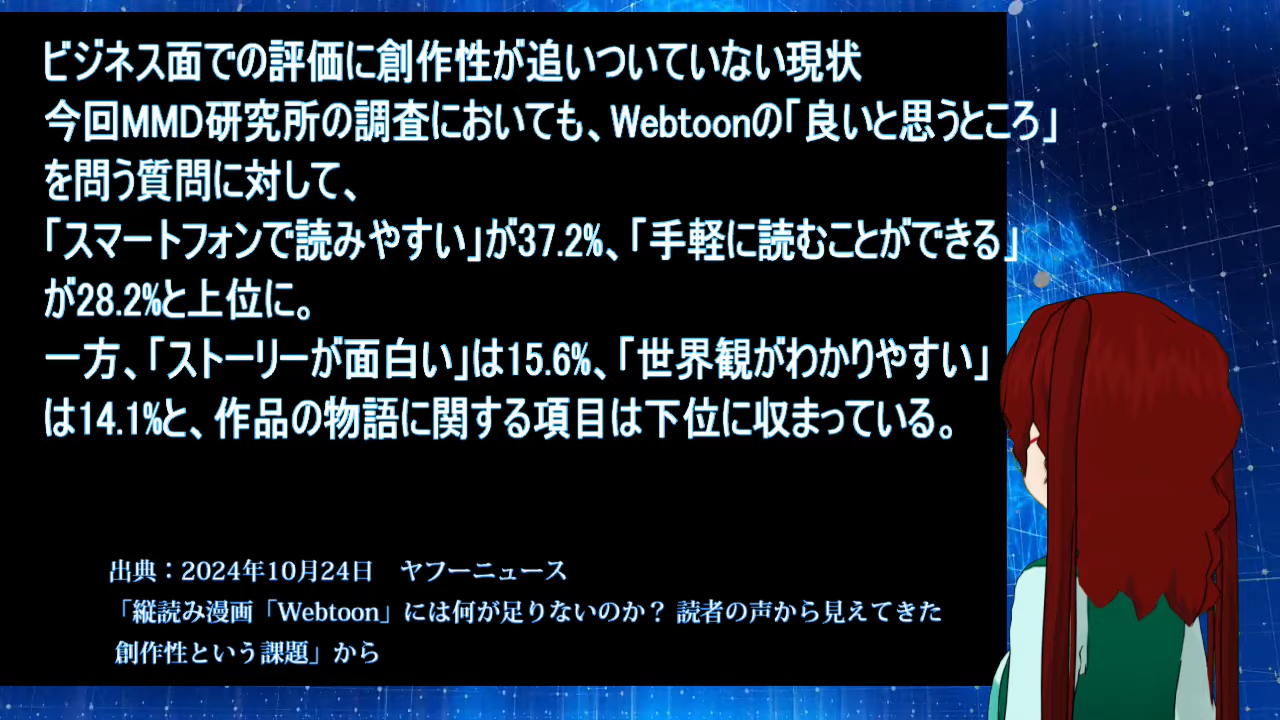 ビジネス面での評価に創作性が追いついていない現状
今回MMD研究所の調査においても、Webtoonの「良いと思うところ」
を問う質問に対して、
「スマートフォンで読みやすい」が37.2%、「手軽に読むことができる」
が28.2%と上位に。
一方、「ストーリーが面白い」は15.6%、「世界観がわかりやすい」
は14.1%と、作品の物語に関する項目は下位に収まっている。
出典：2024年10月24日　ヤフーニュース
「縦読み漫画「Webtoon」には何が足りないのか？ 読者の声から見えてきた
創作性という課題」から